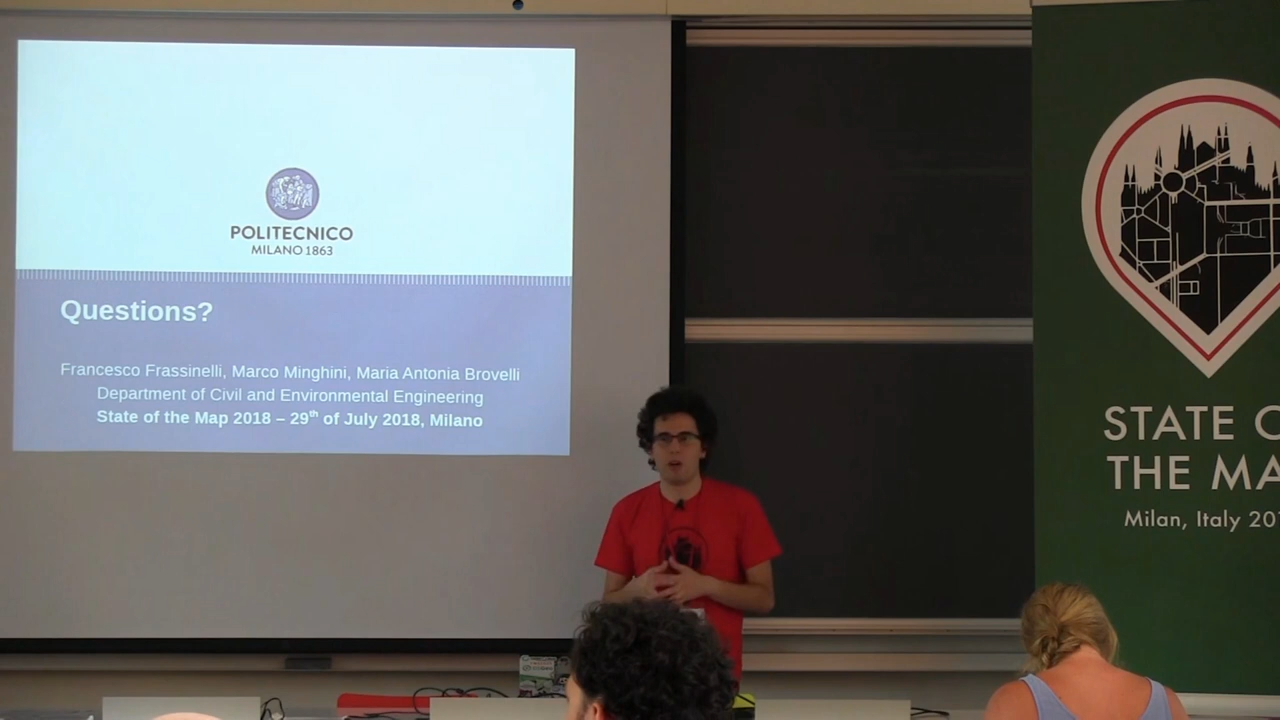 POLITECNICO
MILANO 1863
Questions?
Francesco Frassinelli, Marco Minghini, Maria Antonia Brovelli
Department of Civil and Environmental Engineering
State of the Map 2018 – 29th of July 2018, Milano
STATE O
THE MA
Milan, Italy 20